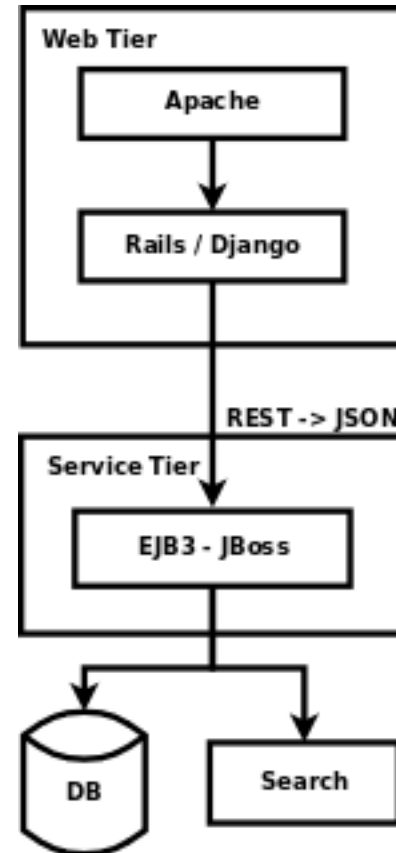 Web Tier
Apache
Rails / Django
REST -> JSON
Service Tier
EJB3 - JBoss
DB
Search